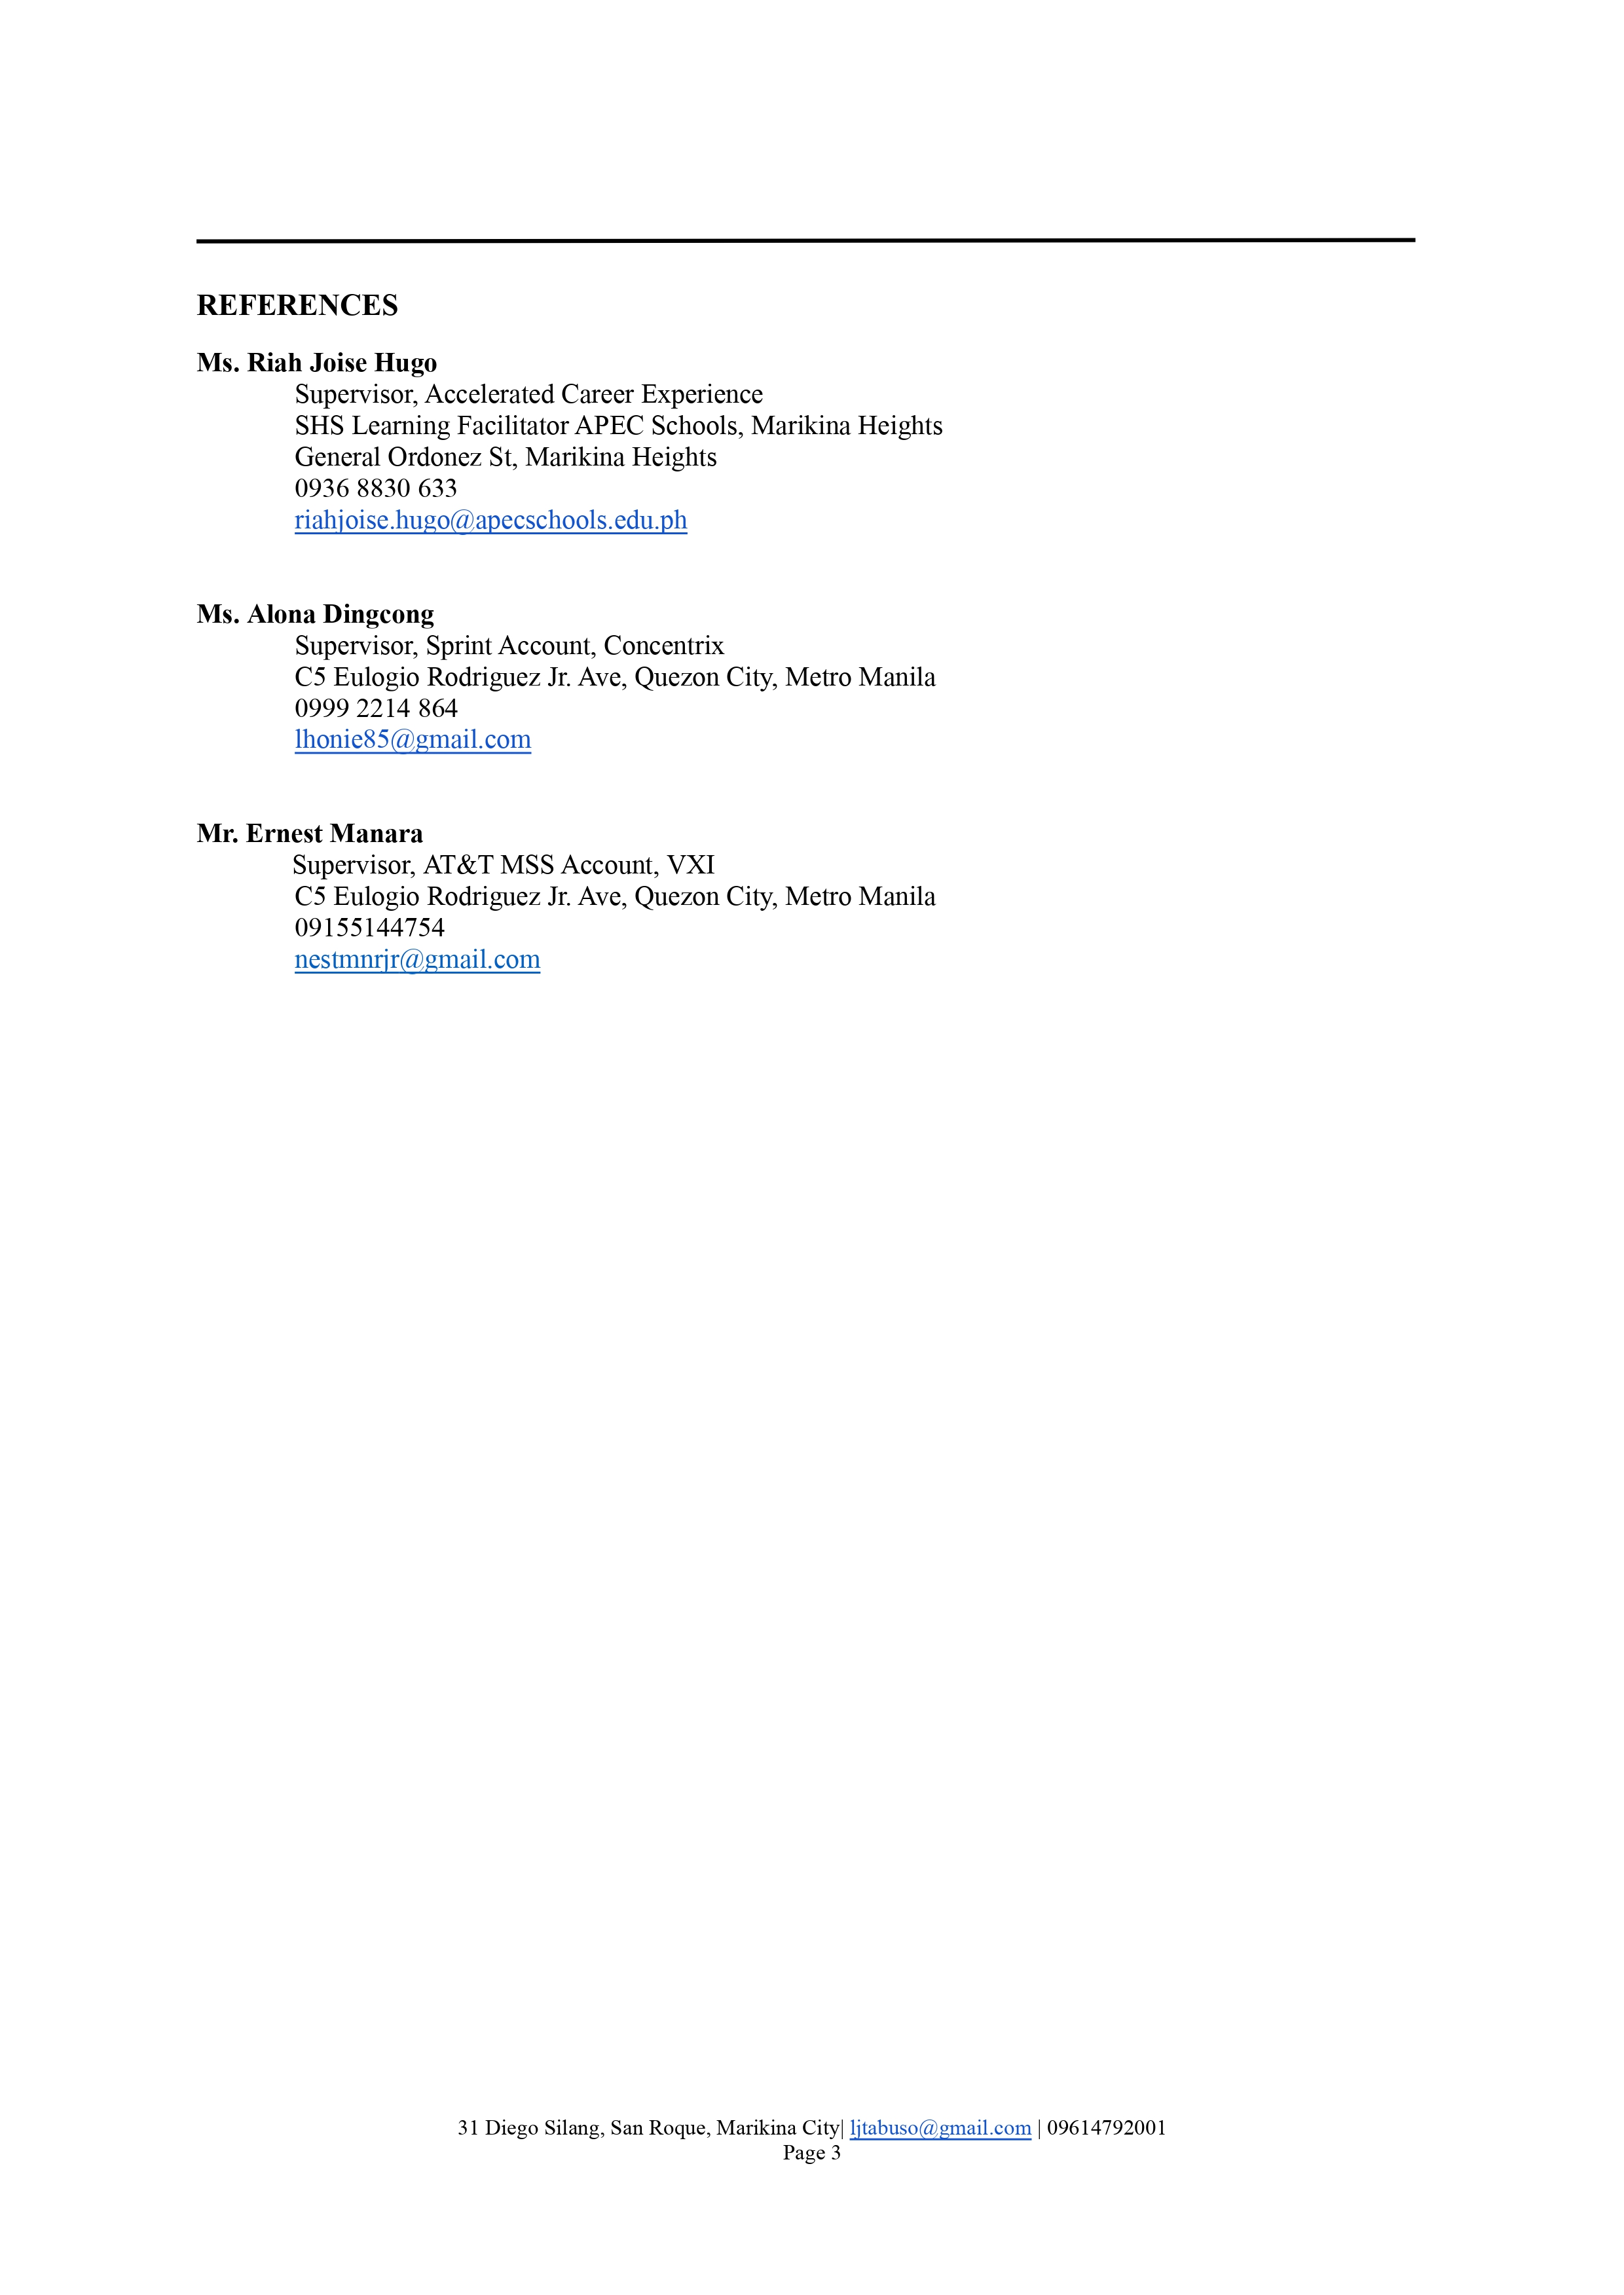 REFERENCES
Ms. Riah Joise Hugo
Supervisor, Accelerated Career Experience
SHS Learning Facilitator APEC Schools, Marikina Heights
General Ordonez St, Marikina Heights
0936 8830 633
riahjoise.hugo@apecschools.edu.ph
Ms. Alona Dingcong
Supervisor, Sprint Account, Concentrix
C5 Eulogio Rodriguez Jr. Ave, Quezon City, Metro Manila
0999 2214 864
lhonie85@gmail.com
Mr. Ernest Manara
Supervisor, AT&T MSS Account, VXI
C5 Eulogio Rodriguez Jr. Ave, Quezon City, Metro Manila
09155144754
nestmnrjr@gmail.com
31 Diego Silang, San Roque, Marikina City| ljtabuso@gmail.com | 09614792001
Page 3